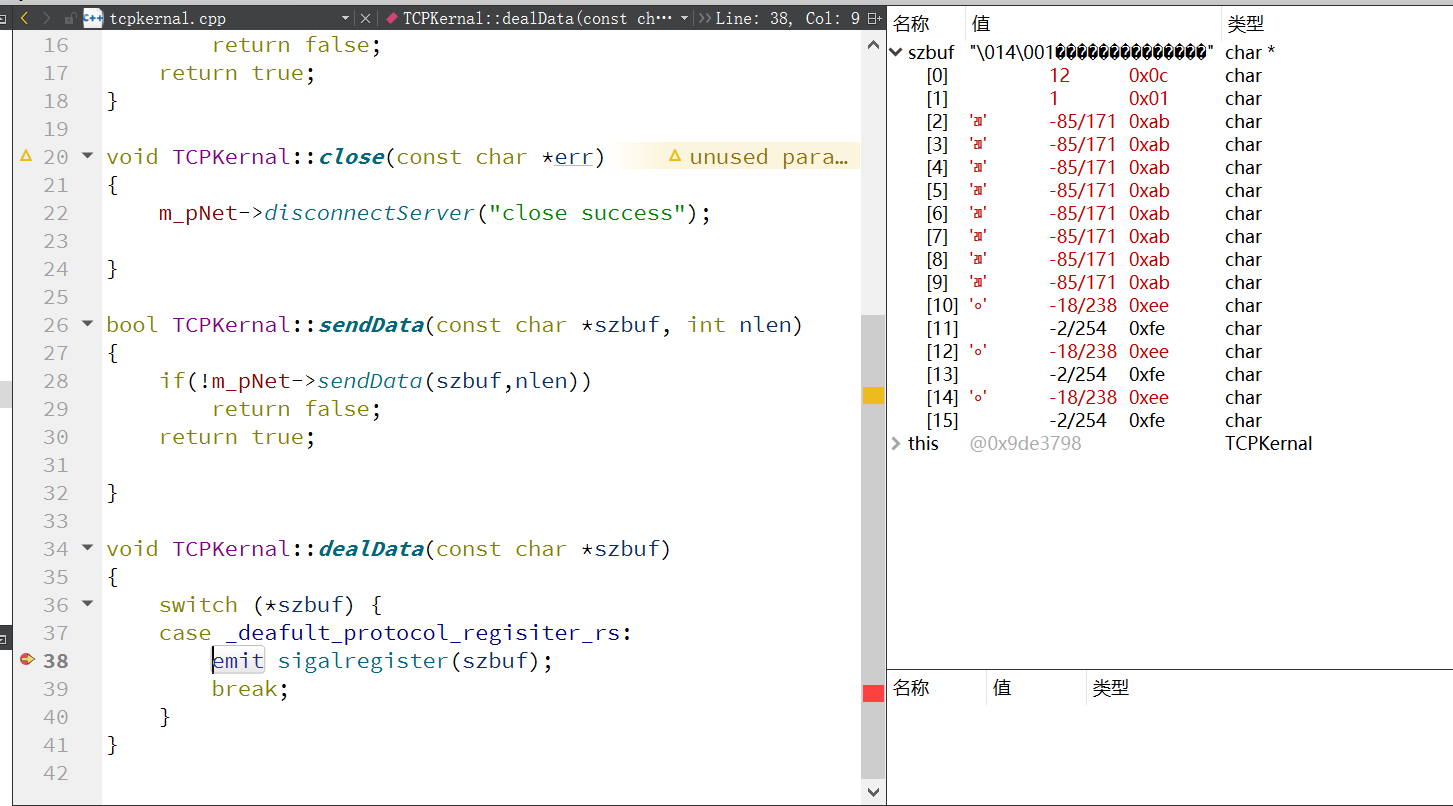 tcpkernal.cpp TCPKernal::dealData(const ch… Line: 38, Col: 9
16 return false;
17 return true;
18 }
19
20 void TCPKernal::close(const char *err) unused para…
21 {
22 m_pNet->disconnectServer("close success");
23
24 }
25
26 bool TCPKernal::sendData(const char *szbuf, int nlen)
27 {
28 if(!m_pNet->sendData(szbuf,nlen))
29 return false;
30 return true;
31
32 }
33
34 void TCPKernal::dealData(const char *szbuf)
35 {
36 switch (*szbuf) {
37 case _deafult_protocol_regisiter_rs:
38 emit sigalregister(szbuf);
39 break;
40 }
41 }
42
名称 值 类型
szbuf "\014\001����������������" char *
[0] 12 0x0c char
[1] 1 0x01 char
[2] -85/171 0xab char
[3] -85/171 0xab char
[4] -85/171 0xab char
[5] -85/171 0xab char
[6] -85/171 0xab char
[7] -85/171 0xab char
[8] -85/171 0xab char
[9] -85/171 0xab char
[10] -18/238 0xee char
[11] -2/254 0xfe char
[12] -18/238 0xee char
[13] -2/254 0xfe char
[14] -18/238 0xee char
[15] -2/254 0xfe char
this @0x9de3798 TCPKernal
名称 值 类型